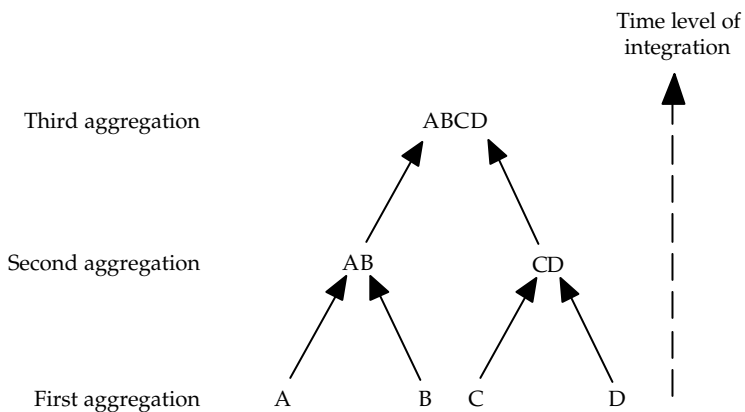 Time level of
integration
Third aggregation
ABCD
Second aggregation
AB
CD
First aggregation
A
B
C
D